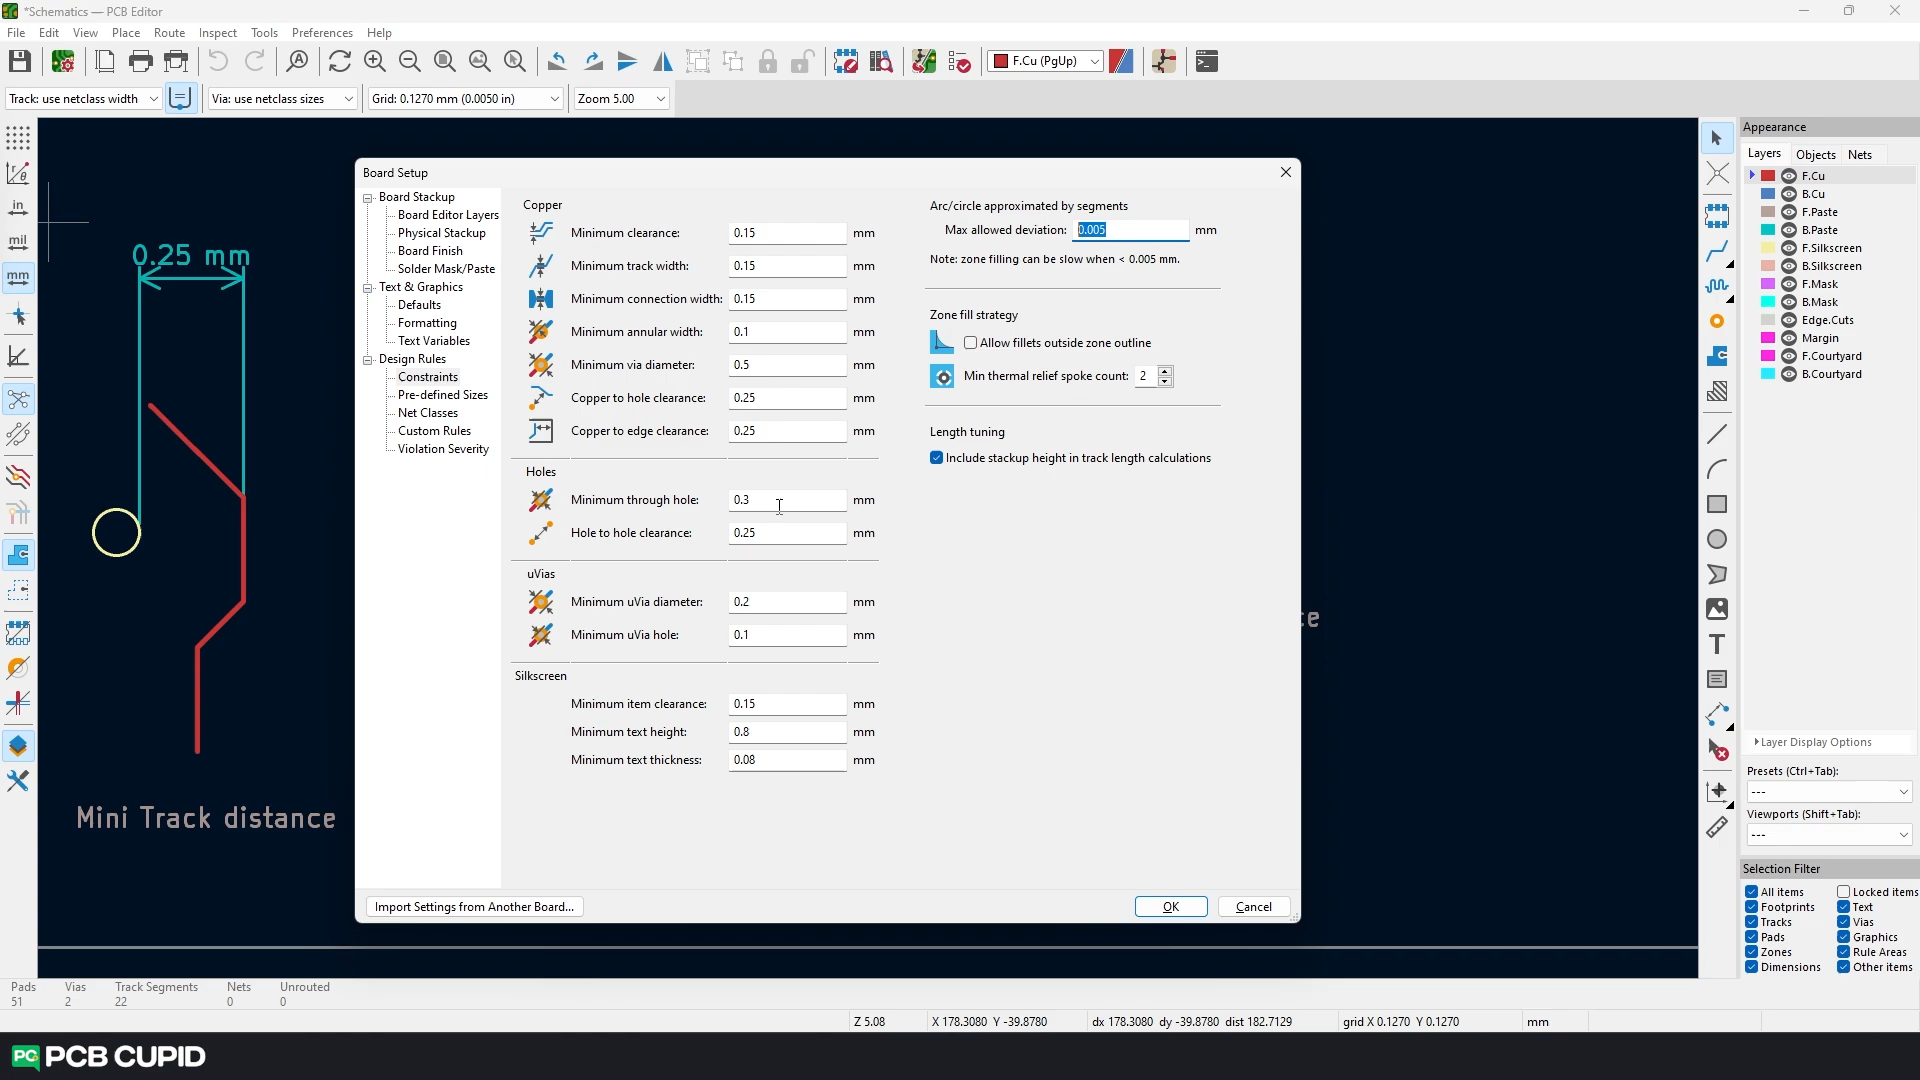 *Schematics — PCB Editor
File Edit View Place Route Inspect Tools Preferences Help
F.Cu (PgUp)
Track: use netclass width Via: use netclass sizes Grid: 0.1270 mm (0.0050 in) Zoom 5.00
in
mil
mm
0.25 mm
Mini Track distance
Board Setup
Board Stackup
Board Editor Layers
Physical Stackup
Board Finish
Solder Mask/Paste
Text & Graphics
Defaults
Formatting
Text Variables
Design Rules
Constraints
Pre-defined Sizes
Net Classes
Custom Rules
Violation Severity
Copper
Minimum clearance: 0.15 mm
Minimum track width: 0.15 mm
Minimum connection width: 0.15 mm
Minimum annular width: 0.1 mm
Minimum via diameter: 0.5 mm
Copper to hole clearance: 0.25 mm
Copper to edge clearance: 0.25 mm
Holes
Minimum through hole: 0.3 mm
Hole to hole clearance: 0.25 mm
uVias
Minimum uVia diameter: 0.2 mm
Minimum uVia hole: 0.1 mm
Silkscreen
Minimum item clearance: 0.15 mm
Minimum text height: 0.8 mm
Minimum text thickness: 0.08 mm
Arc/circle approximated by segments
Max allowed deviation: 0.005 mm
Note: zone filling can be slow when < 0.005 mm.
Zone fill strategy
Allow fillets outside zone outline
Min thermal relief spoke count: 2
Length tuning
Include stackup height in track length calculations
Import Settings from Another Board...
OK
Cancel
ce
Appearance
Layers Objects Nets
F.Cu
B.Cu
F.Paste
B.Paste
F.Silkscreen
B.Silkscreen
F.Mask
B.Mask
Edge.Cuts
Margin
F.Courtyard
B.Courtyard
Layer Display Options
Presets (Ctrl+Tab):
---
Viewports (Shift+Tab):
---
Selection Filter
All items Locked items
Footprints Text
Tracks Vias
Pads Graphics
Zones Rule Areas
Dimensions Other items
Pads Vias Track Segments Nets Unrouted
51 2 22 0 0
Z 5.08 X 178.3080 Y -39.8780 dx 178.3080 dy -39.8780 dist 182.7129 grid X 0.1270 Y 0.1270 mm
PC PCB CUPID